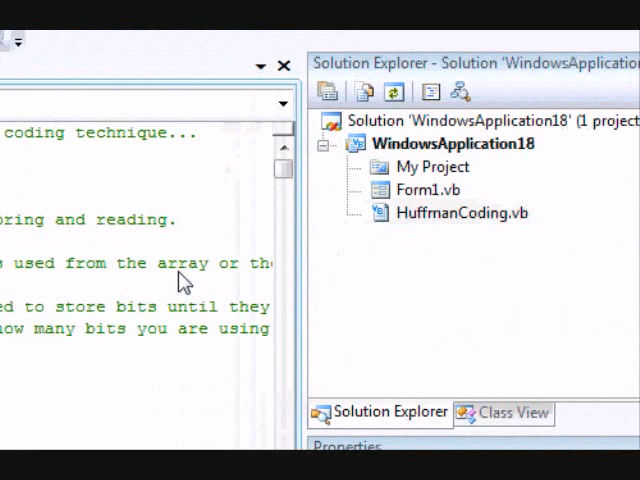 Solution Explorer - Solution 'WindowsApplicatio
Solution 'WindowsApplication18' (1 project
WindowsApplication18
My Project
Form1.vb
HuffmanCoding.vb
Solution Explorer
Class View
Properties
coding technique...
oring and reading.
s used from the array or the
ed to store bits until they
how many bits you are using